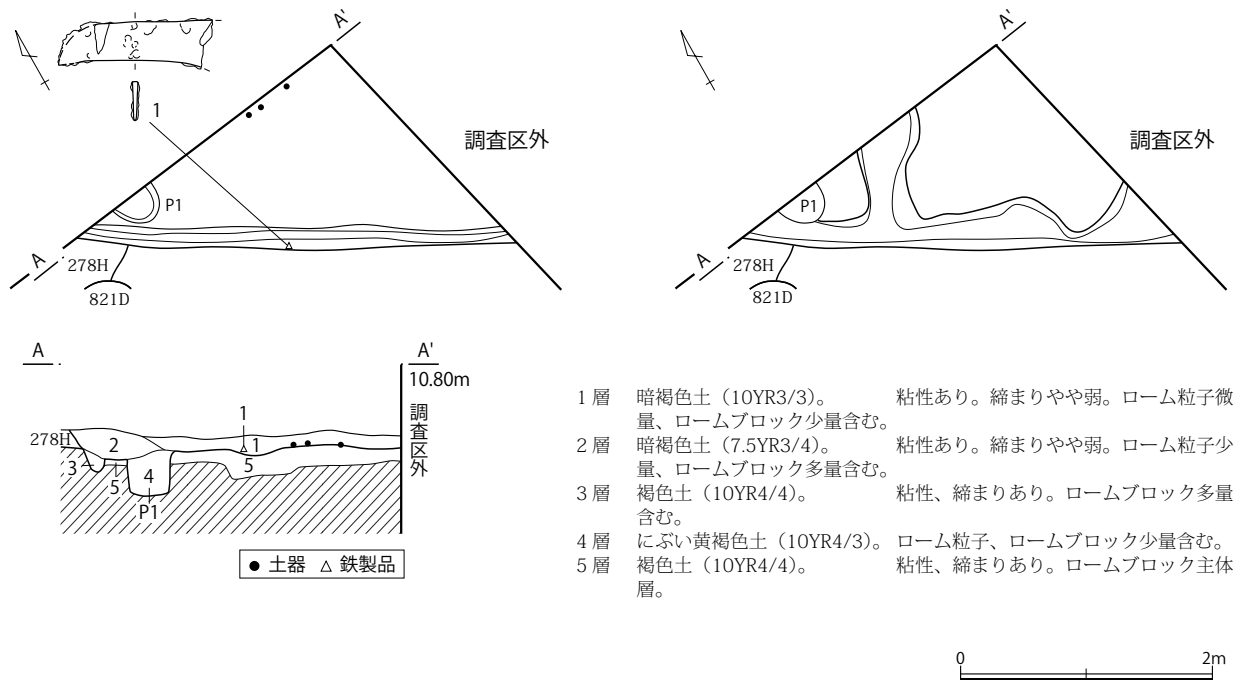 A'
1
調査区外
P1
A
278H
821D
A'
調査区外
P1
A
278H
821D
A
A'
10.80m
調査区外
1
278H
2
1
3
5
4
5
P1
● 土器 △ 鉄製品
1層 暗褐色土（10YR3/3）。 粘性あり。締まりやや弱。ローム粒子微
量、ロームブロック少量含む。
2層 暗褐色土（7.5YR3/4）。 粘性あり。締まりやや弱。ローム粒子少
量、ロームブロック多量含む。
3層 褐色土（10YR4/4）。 粘性、締まりあり。ロームブロック多量
含む。
4層 にぶい黄褐色土（10YR4/3）。 ローム粒子、ロームブロック少量含む。
5層 褐色土（10YR4/4）。 粘性、締まりあり。ロームブロック主体
層。
0 2m